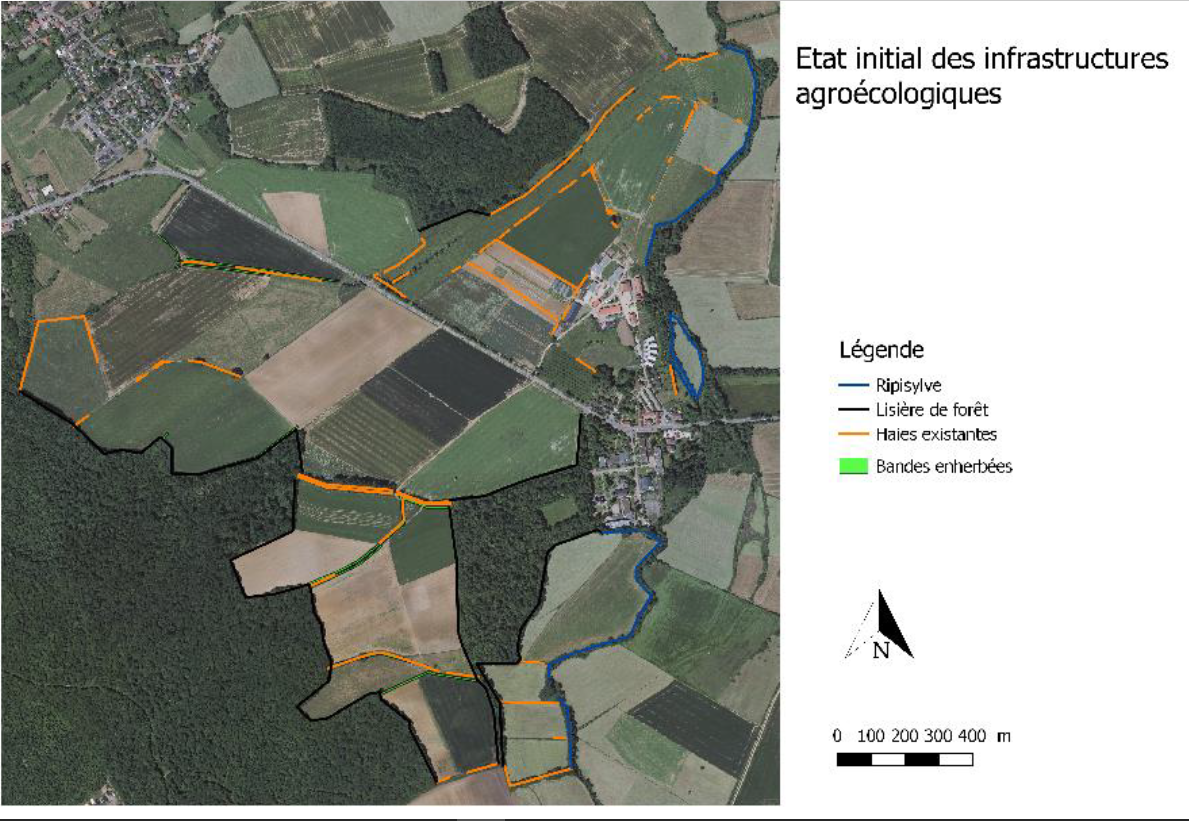 Etat initial des infrastructures
agroécologiques
Légende
Ripisylve
Lisière de forêt
Haies existantes
Bandes enherbées
N
0 100 200 300 400 m